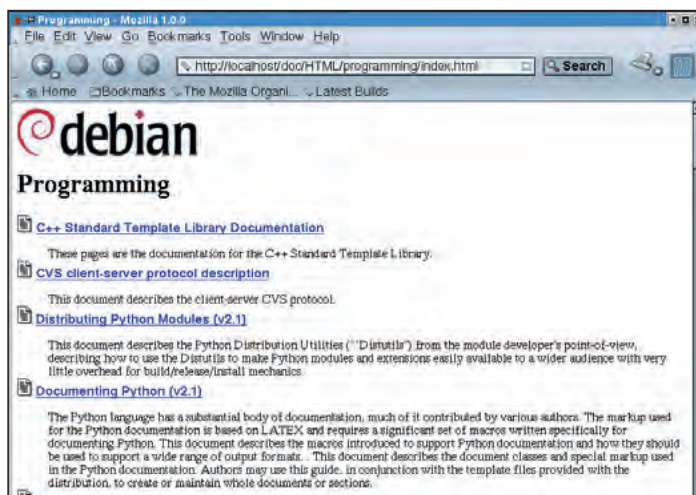 Programming - Mozilla 1.0.0
File Edit View Go Bookmarks Tools Window Help
http://localhost/doc/HTML/programming/index.html Search
Home Bookmarks The Mozilla Organi... Latest Builds
debian
Programming
C++ Standard Template Library Documentation
These pages are the documentation for the C++ Standard Template Library.
CVS client-server protocol description
This document describes the client-server CVS protocol.
Distributing Python Modules (v2.1)
This document describes the Python Distribution Utilities (``Distutils'') from the module developer's point-of-view,
describing how to use the Distutils to make Python modules and extensions easily available to a wider audience with very
little overhead for build/release/install mechanics.
Documenting Python (v2.1)
The Python language has a substantial body of documentation, much of it contributed by various authors. The markup used
for the Python documentation is based on LATEX and requires a significant set of macros written specifically for
documenting Python. This document describes the macros introduced to support Python documentation and how they should
be used to support a wide range of output formats. . This document describes the document classes and special markup used
in the Python documentation. Authors may use this guide, in conjunction with the template files provided with the
distribution, to create or maintain whole documents or sections.